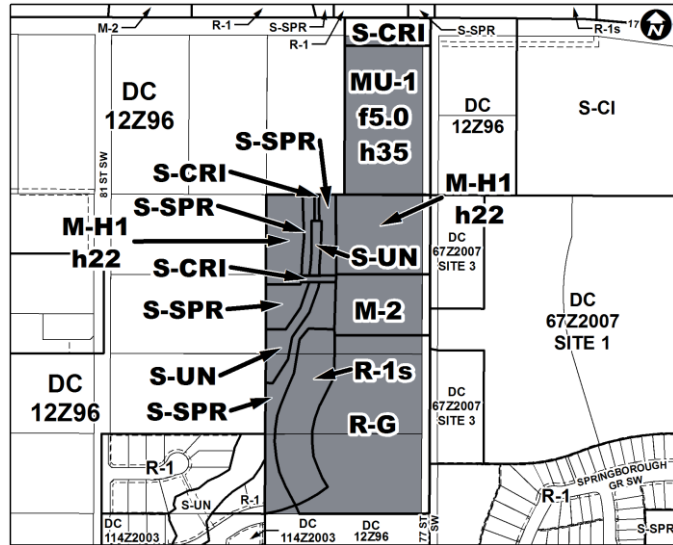 M-2
R-1
S-SPR
R-1
S-SPR
R-1s
17
N
S-CRI
MU-1
f5.0
h35
DC
12Z96
DC
12Z96
S-CI
S-SPR
S-CRI
S-SPR
M-H1
h22
M-H1
h22
81 ST SW
S-UN
S-CRI
DC
67Z2007
SITE 3
S-SPR
M-2
DC
67Z2007
SITE 1
S-UN
R-1s
DC
12Z96
S-SPR
DC
67Z2007
SITE 3
R-G
R-1
S-UN
R-1
SPRINGBOROUGH
GR SW
R-1
S-SPR
DC
114Z2003
DC
114Z2003
DC
12Z96
77 ST
SW